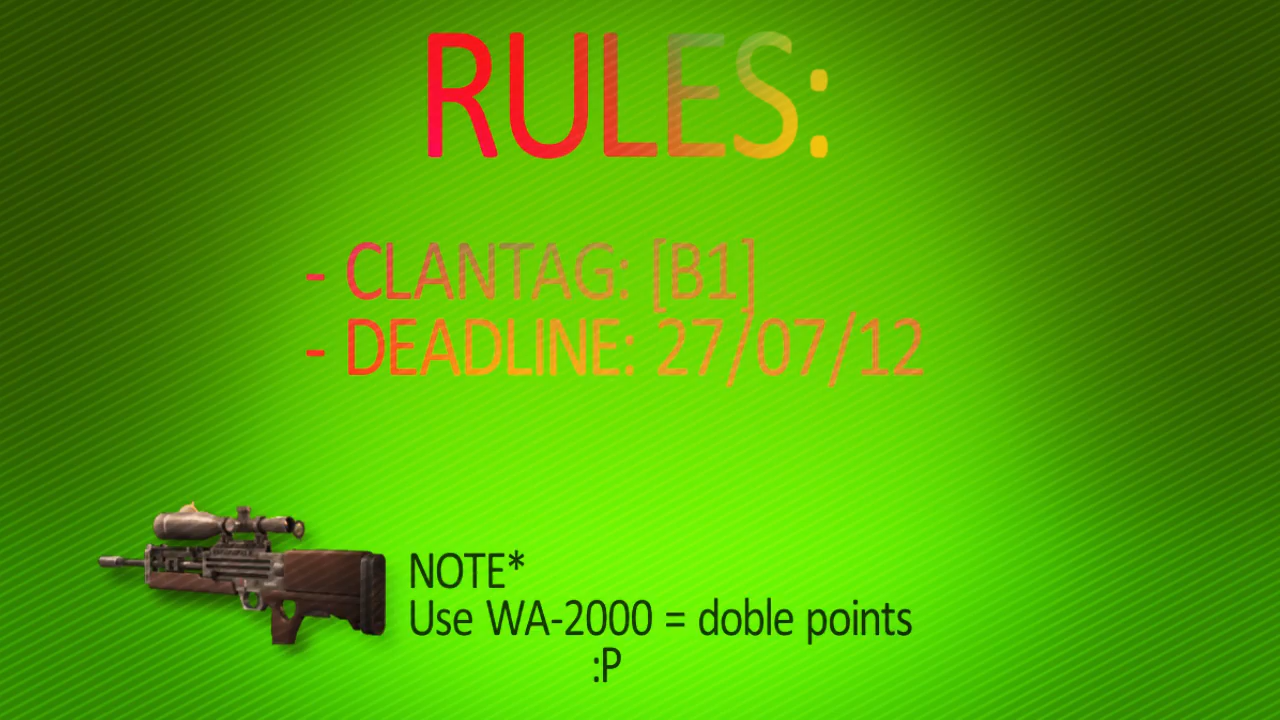 RULES:
- CLANTAG: [B1]
- DEADLINE: 27/07/12
NOTE*
Use WA-2000 = doble points
:P